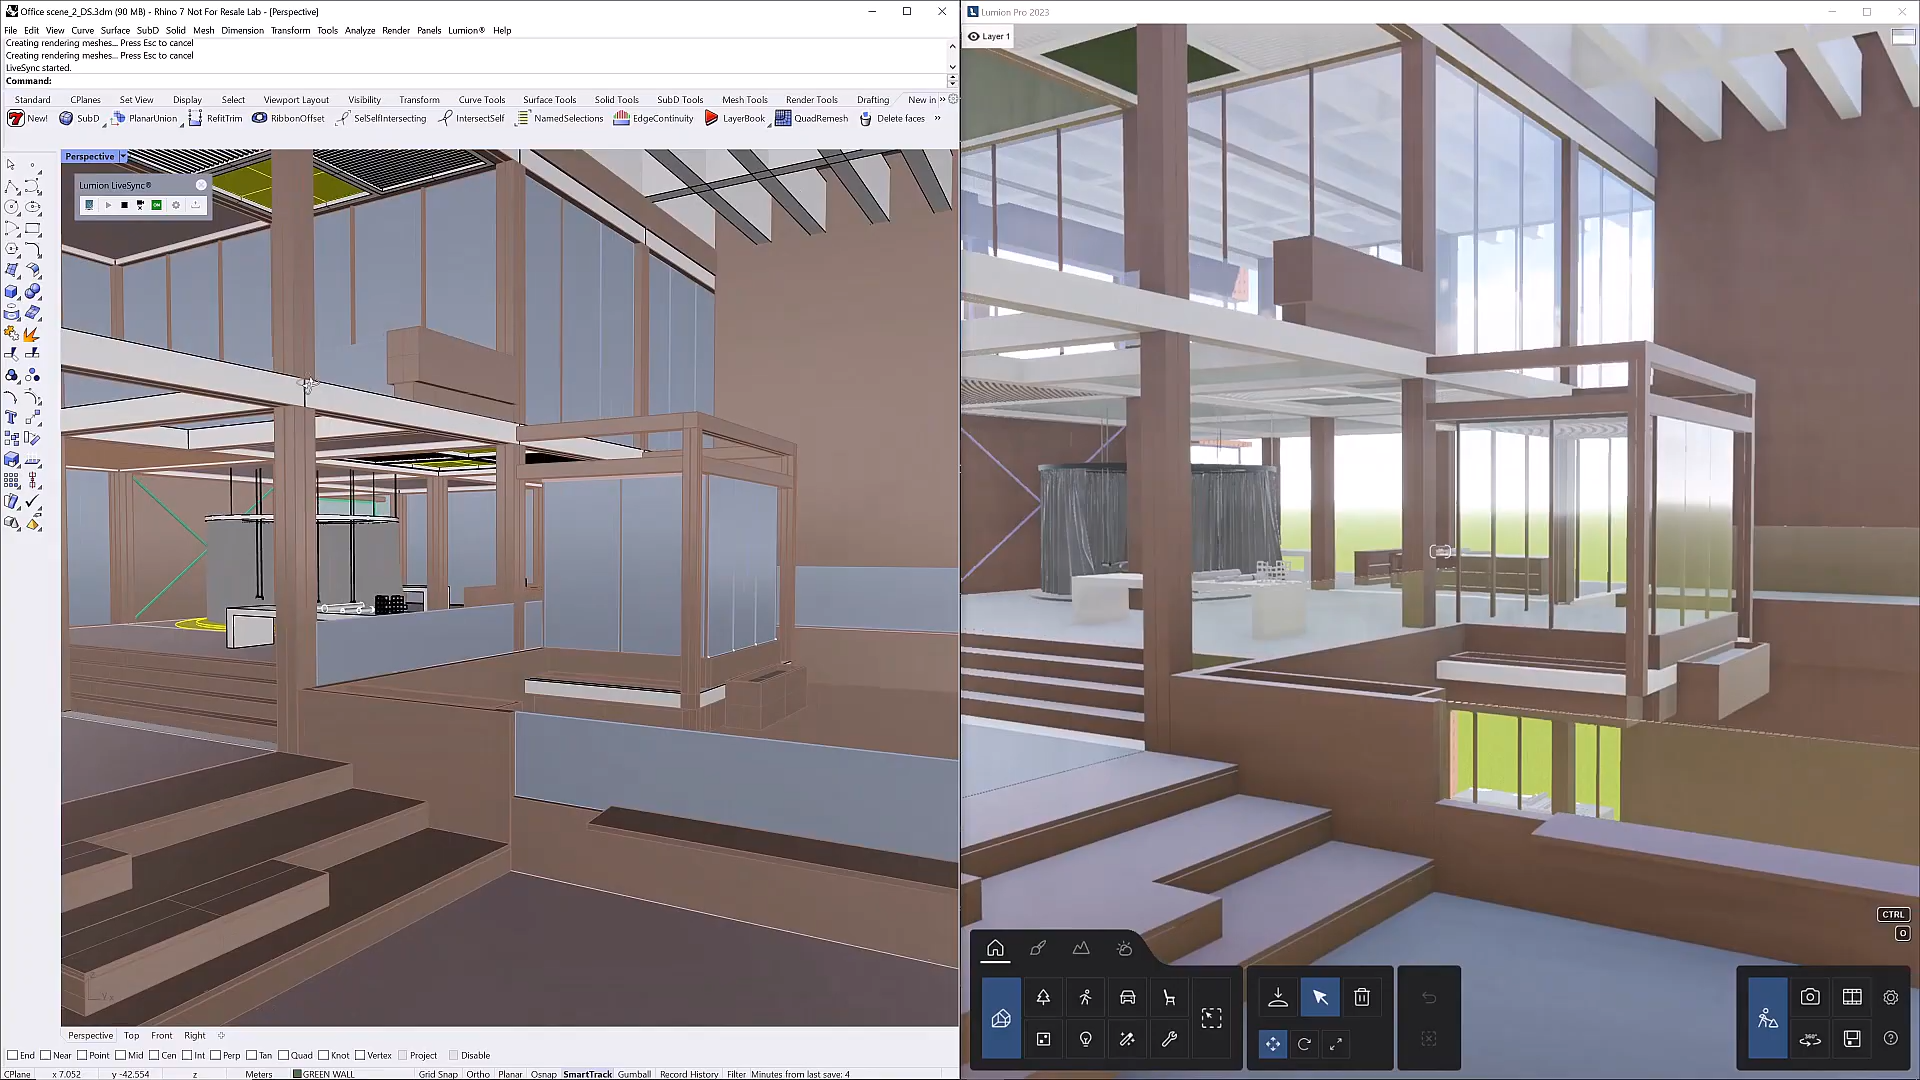 Office scene_2_DS.3dm (90 MB) - Rhino 7 Not For Resale Lab - [Perspective]
File Edit View Curve Surface SubD Solid Mesh Dimension Transform Tools Analyze Render Panels Lumion® Help
Creating rendering meshes... Press Esc to cancel
Creating rendering meshes... Press Esc to cancel
LiveSync started.
Command:
Standard CPlanes Set View Display Select Viewport Layout Visibility Transform Curve Tools Surface Tools Solid Tools SubD Tools Mesh Tools Render Tools Drafting New in »
7 New! SubD PlanarUnion RefitTrim RibbonOffset SelSelfIntersecting IntersectSelf NamedSelections EdgeContinuity LayerBook QuadRemesh Delete faces »
Perspective
Lumion LiveSync®
ON
Perspective Top Front Right
End Near Point Mid Cen Int Perp Tan Quad Knot Vertex Project Disable
CPlane x 7.052 y -42.554 z Meters GREEN WALL Grid Snap Ortho Planar Osnap SmartTrack Gumball Record History Filter Minutes from last save: 4
Lumion Pro 2023
Layer 1
CTRL
O
360°
?